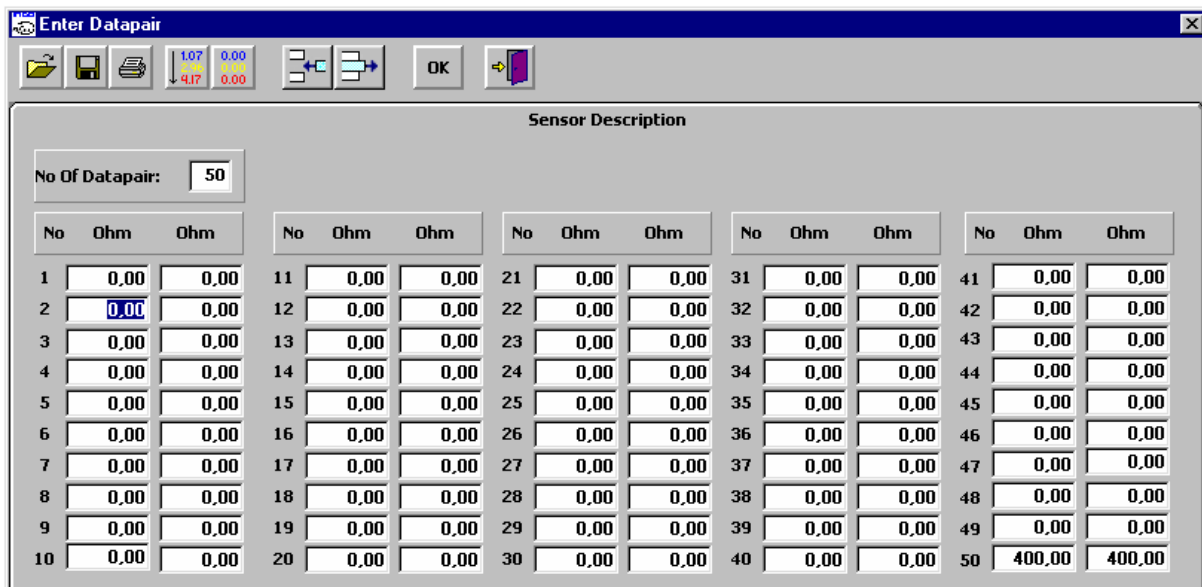 Enter Datapair
1.07 0.00
2.96 0.00
4.17 0.00
OK
Sensor Description
No Of Datapair: 50
No Ohm Ohm No Ohm Ohm No Ohm Ohm No Ohm Ohm No Ohm Ohm
1 0,00 0,00 11 0,00 0,00 21 0,00 0,00 31 0,00 0,00 41 0,00 0,00
2 0,00 0,00 12 0,00 0,00 22 0,00 0,00 32 0,00 0,00 42 0,00 0,00
3 0,00 0,00 13 0,00 0,00 23 0,00 0,00 33 0,00 0,00 43 0,00 0,00
4 0,00 0,00 14 0,00 0,00 24 0,00 0,00 34 0,00 0,00 44 0,00 0,00
5 0,00 0,00 15 0,00 0,00 25 0,00 0,00 35 0,00 0,00 45 0,00 0,00
6 0,00 0,00 16 0,00 0,00 26 0,00 0,00 36 0,00 0,00 46 0,00 0,00
7 0,00 0,00 17 0,00 0,00 27 0,00 0,00 37 0,00 0,00 47 0,00 0,00
8 0,00 0,00 18 0,00 0,00 28 0,00 0,00 38 0,00 0,00 48 0,00 0,00
9 0,00 0,00 19 0,00 0,00 29 0,00 0,00 39 0,00 0,00 49 0,00 0,00
10 0,00 0,00 20 0,00 0,00 30 0,00 0,00 40 0,00 0,00 50 400,00 400,00